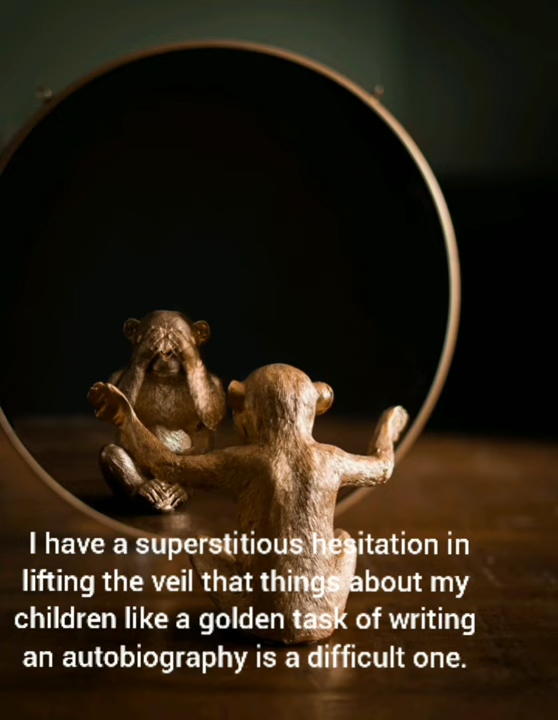 I have a superstitious hesitation in
lifting the veil that things about my
children like a golden task of writing
an autobiography is a difficult one.